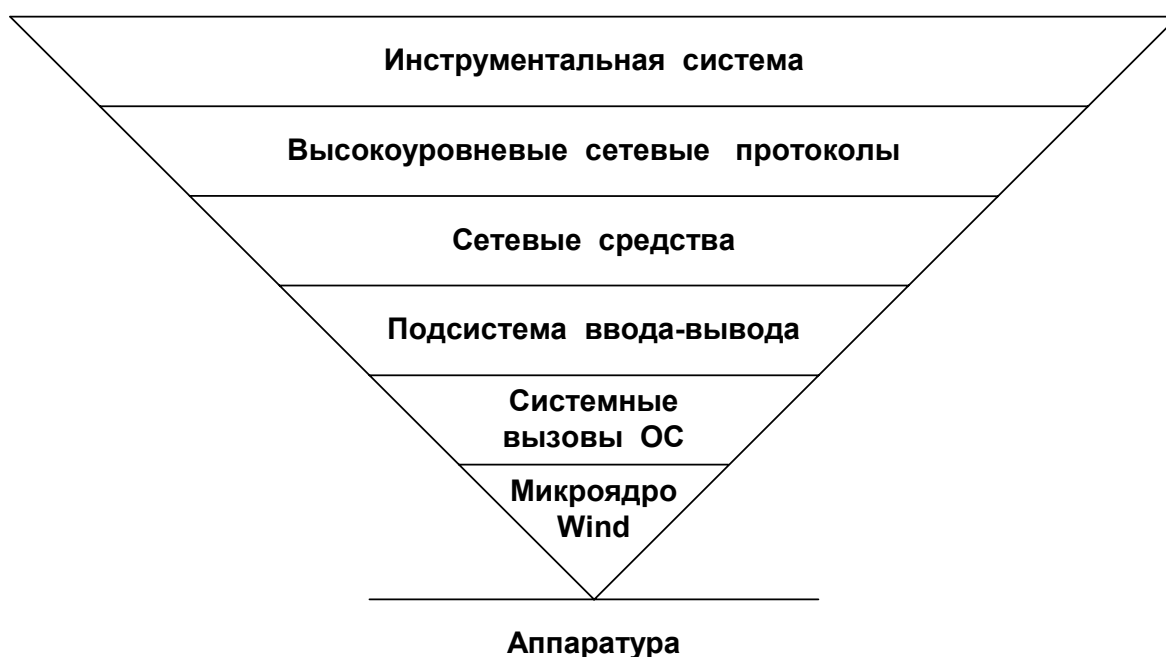 Инструментальная система
Высокоуровневые сетевые протоколы
Сетевые средства
Подсистема ввода-вывода
Системные
вызовы ОС
Микроядро
Wind
Аппаратура